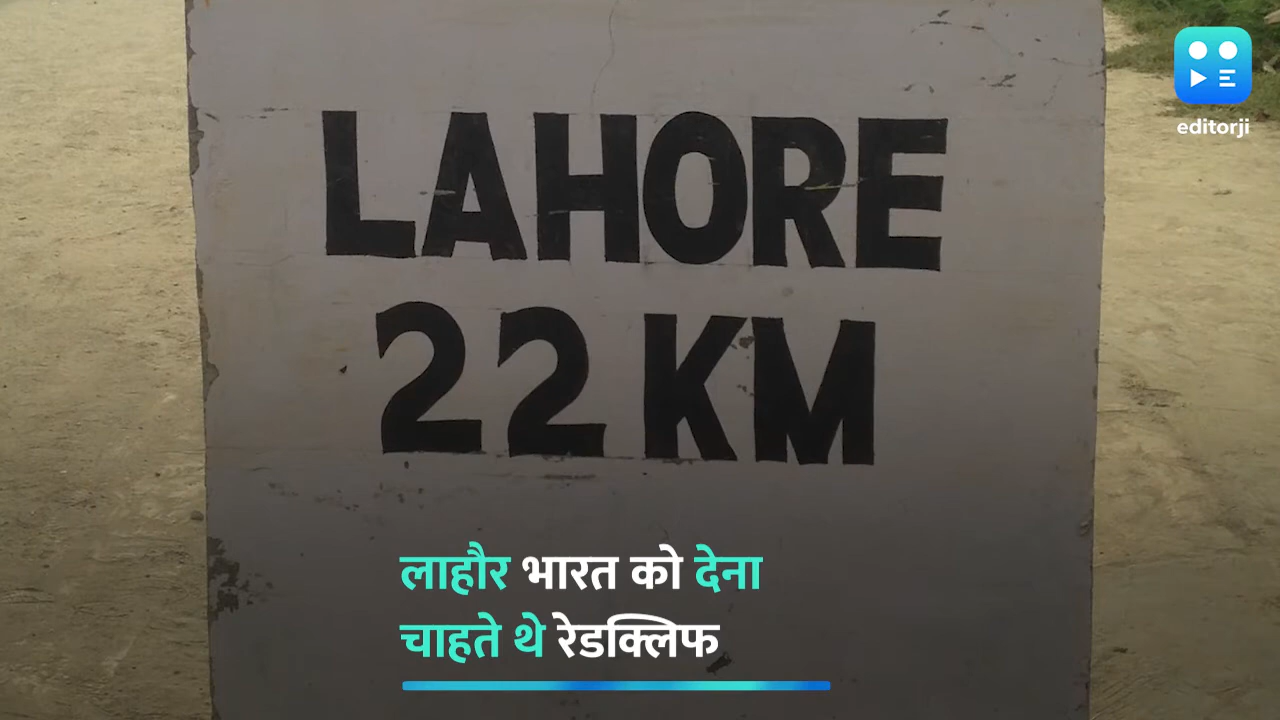 editorji
LAHORE
22 KM
लाहौर भारत को देना
चाहते थे रेडक्लिफ